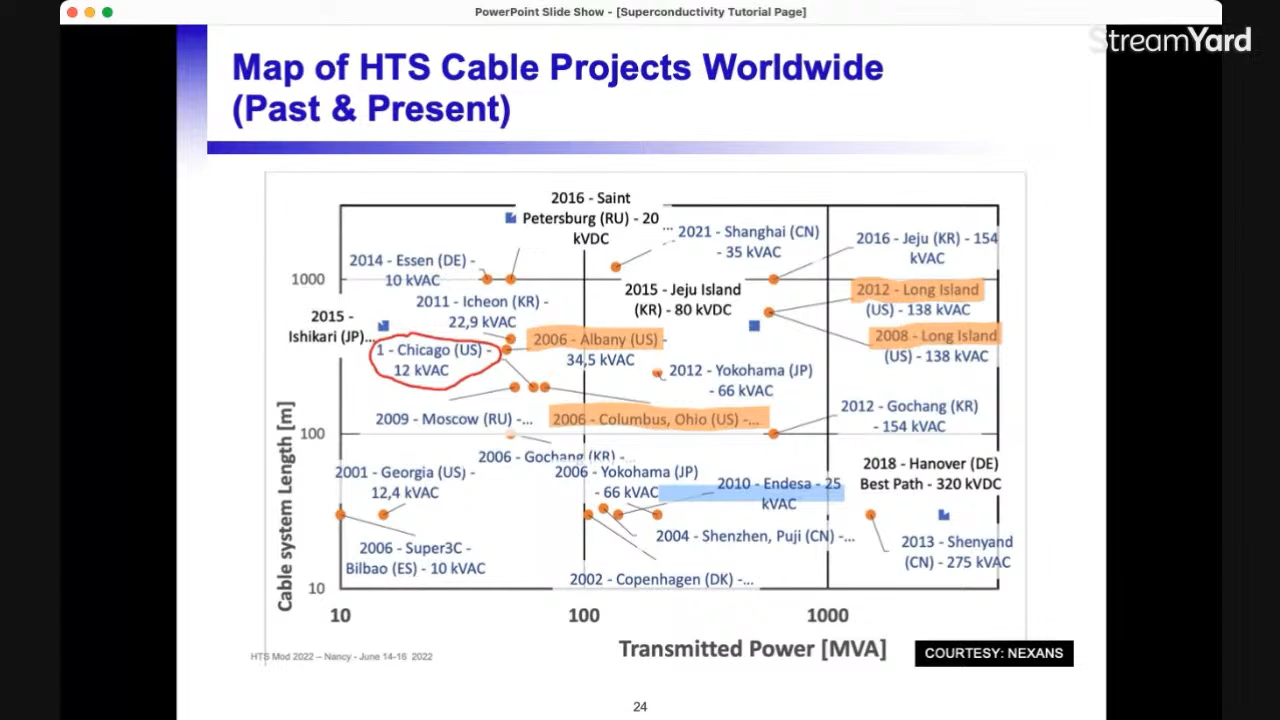 PowerPoint Slide Show - [Superconductivity Tutorial Page]
StreamYard
Map of HTS Cable Projects Worldwide
(Past & Present)
2016 - Saint
Petersburg (RU) - 20
kVDC
...
2021 - Shanghai (CN)
- 35 kVAC
2016 - Jeju (KR) - 154
kVAC
2014 - Essen (DE) -
10 kVAC
1000
2015 - Jeju Island
(KR) - 80 kVDC
2012 - Long Island
(US) - 138 kVAC
2011 - Icheon (KR) -
22,9 kVAC
2015 -
Ishikari (JP)...
2006 - Albany (US) -
34,5 kVAC
2008 - Long Island
(US) - 138 kVAC
1 - Chicago (US) -
12 kVAC
2012 - Yokohama (JP)
- 66 kVAC
2009 - Moscow (RU) -...
2006 - Columbus, Ohio (US) -...
2012 - Gochang (KR)
- 154 kVAC
100
2006 - Gochang (KR) -...
2001 - Georgia (US) -
12,4 kVAC
2006 - Yokohama (JP)
- 66 kVAC
2010 - Endesa - 25
kVAC
2018 - Hanover (DE)
Best Path - 320 kVDC
2004 - Shenzhen, Puji (CN) -...
2013 - Shenyand
(CN) - 275 kVAC
2006 - Super3C -
Bilbao (ES) - 10 kVAC
2002 - Copenhagen (DK) -...
10
Cable system Length [m]
10
100
1000
Transmitted Power [MVA]
HTS Mod 2022 – Nancy - June 14-16 2022
COURTESY: NEXANS
24